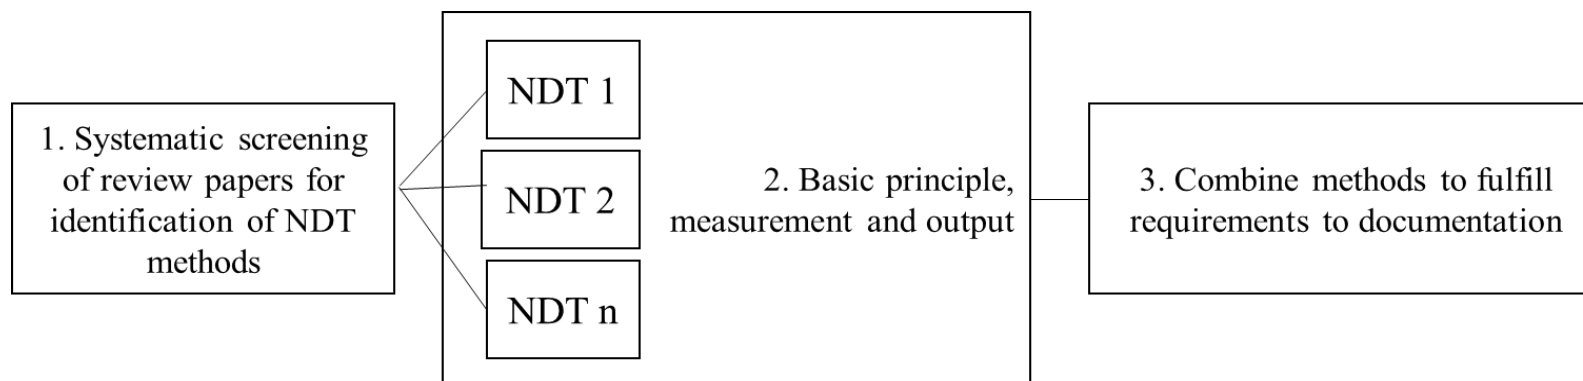 1. Systematic screening
of review papers for
identification of NDT
methods
NDT 1
NDT 2
NDT n
2. Basic principle,
measurement and output
3. Combine methods to fulfill
requirements to documentation